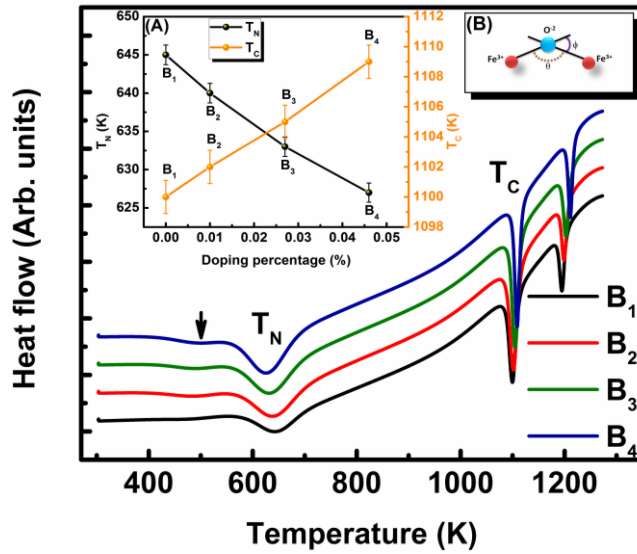 (A)
T_N
T_C
650
645
640
635
630
625
T_N (K)
1110
1108
1106
1104
1102
1100
1098
T_C (K)
B_1
B_2
B_3
B_4
B_1
B_2
B_3
B_4
0.00 0.01 0.02 0.03 0.04 0.05
Doping percentage (%)
(B)
O^-2
Fe^3+
θ
ϕ
Fe^3+
T_C
T_N
B_1
B_2
B_3
B_4
Heat flow (Arb. units)
400 600 800 1000 1200
Temperature (K)